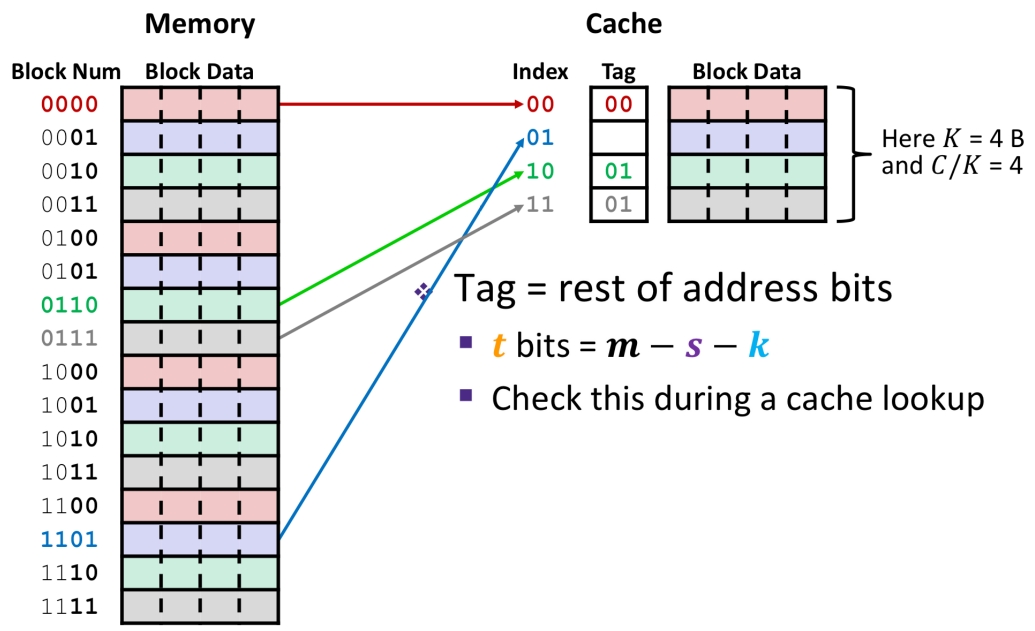 Memory
Cache
Block Num Block Data
Index Tag Block Data
0000
0001
0010
0011
0100
0101
0110
0111
1000
1001
1010
1011
1100
1101
1110
1111
00 00
01
10 01
11 01
Here K = 4 B
and C/K = 4
❖ Tag = rest of address bits
▪ t bits = m − s − k
▪ Check this during a cache lookup